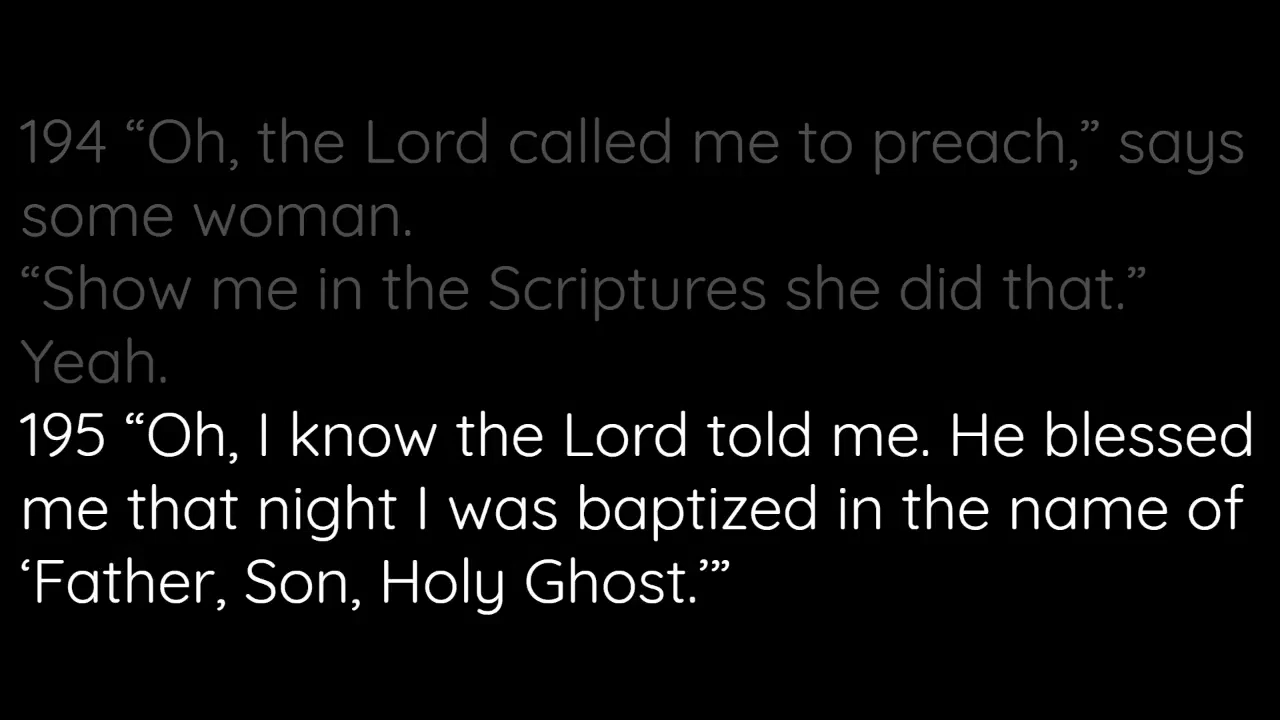 194 “Oh, the Lord called me to preach,” says
some woman.
“Show me in the Scriptures she did that.”
Yeah.
195 “Oh, I know the Lord told me. He blessed
me that night I was baptized in the name of
‘Father, Son, Holy Ghost.’”